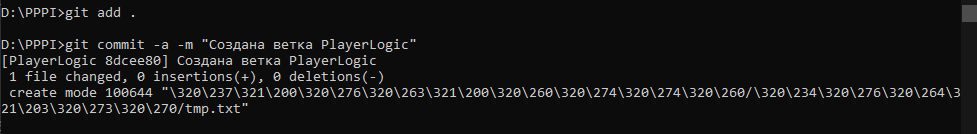 D:\PPPI>git add .
D:\PPPI>git commit -a -m "Создана ветка PlayerLogic"
[PlayerLogic 8dcee80] Создана ветка PlayerLogic
 1 file changed, 0 insertions(+), 0 deletions(-)
 create mode 100644 "\320\237\321\200\320\276\320\263\321\200\320\260\320\274\320\274\320\260/\320\234\320\276\320\264\3
21\203\320\273\320\270/tmp.txt"